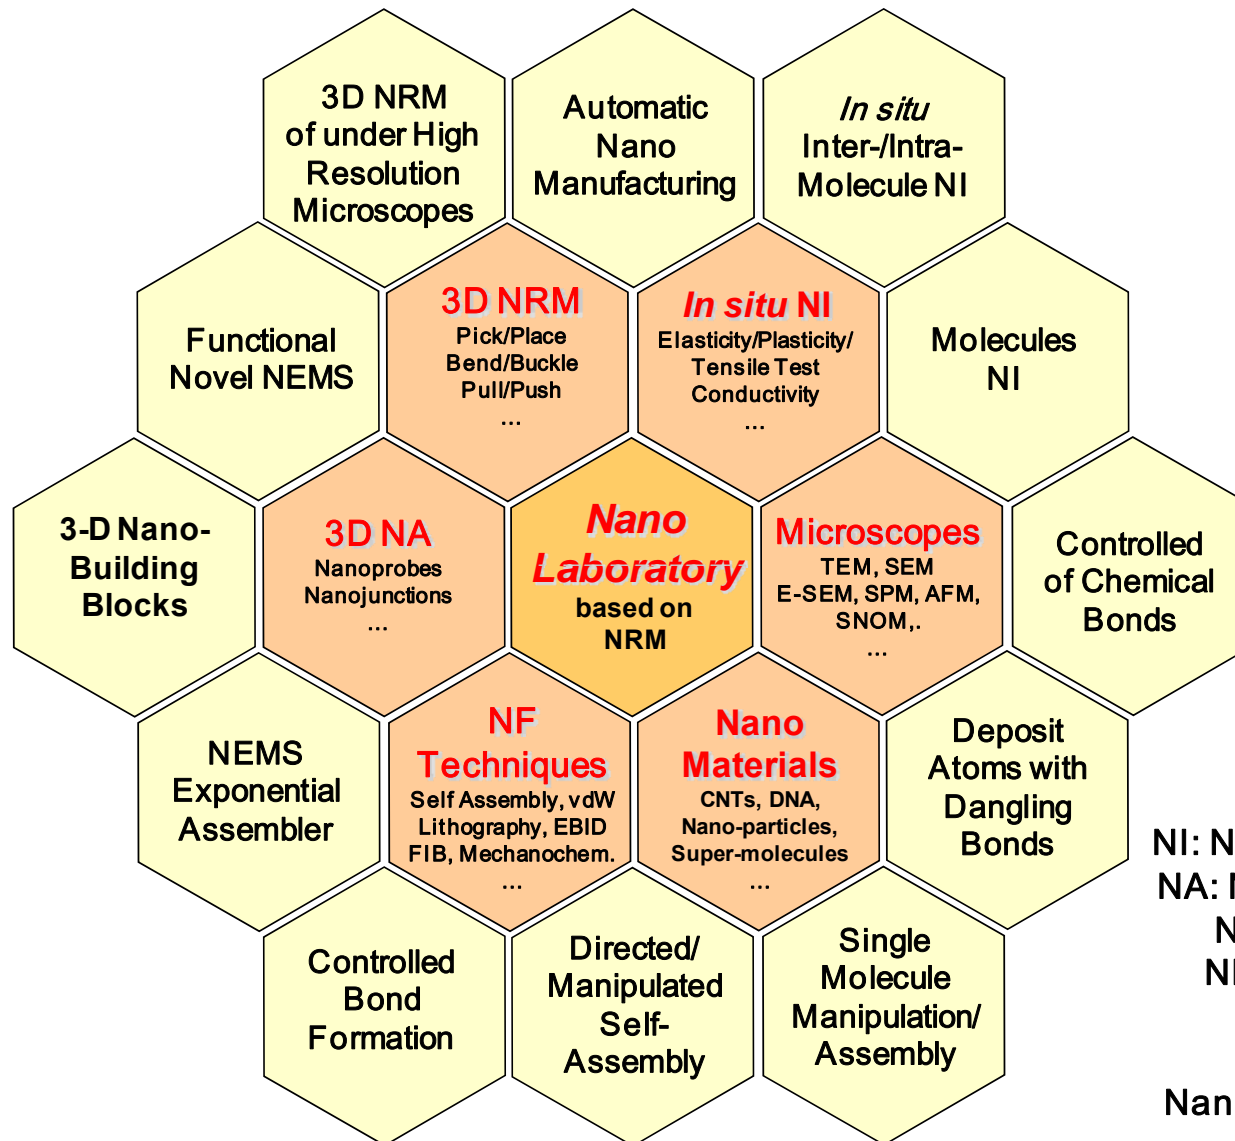 3D NRM
of under High
Resolution
Microscopes
Automatic
Nano
Manufacturing
In situ
Inter-/Intra-
Molecule NI
Functional
Novel NEMS
3D NRM
Pick/Place
Bend/Buckle
Pull/Push
...
In situ NI
Elasticity/Plasticity/
Tensile Test
Conductivity
...
Molecules
NI
3-D Nano-
Building
Blocks
3D NA
Nanoprobes
Nanojunctions
...
Nano
Laboratory
based on
NRM
Microscopes
TEM, SEM
E-SEM, SPM, AFM,
SNOM,.
...
Controlled
of Chemical
Bonds
NEMS
Exponential
Assembler
NF
Techniques
Self Assembly, vdW
Lithography, EBID
FIB, Mechanochem.
...
Nano
Materials
CNTs, DNA,
Nano-particles,
Super-molecules
...
Deposit
Atoms with
Dangling
Bonds
Controlled
Bond
Formation
Directed/
Manipulated
Self-
Assembly
Single
Molecule
Manipulation/
Assembly
NI:
NA: